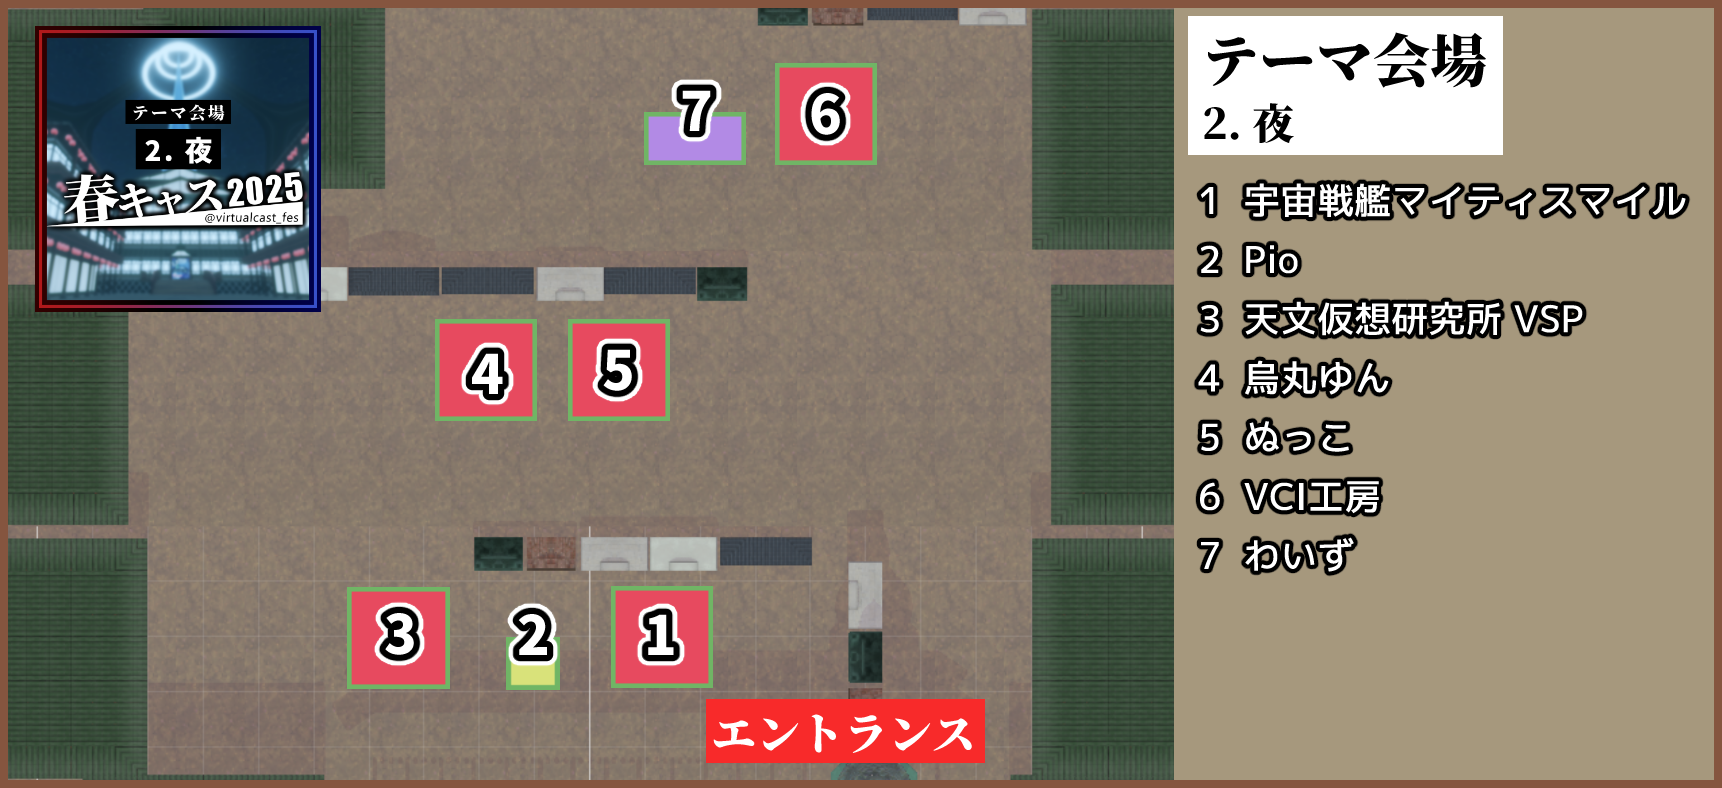 テーマ会場
2. 夜
春キャス2025
@virtualcast_fes
7
6
4
5
3
2
1
エントランス
テーマ会場
2. 夜
1 宇宙戦艦マイティスマイル
2 Pio
3 天文仮想研究所 VSP
4 烏丸ゆん
5 ぬっこ
6 VCI工房
7 わいず